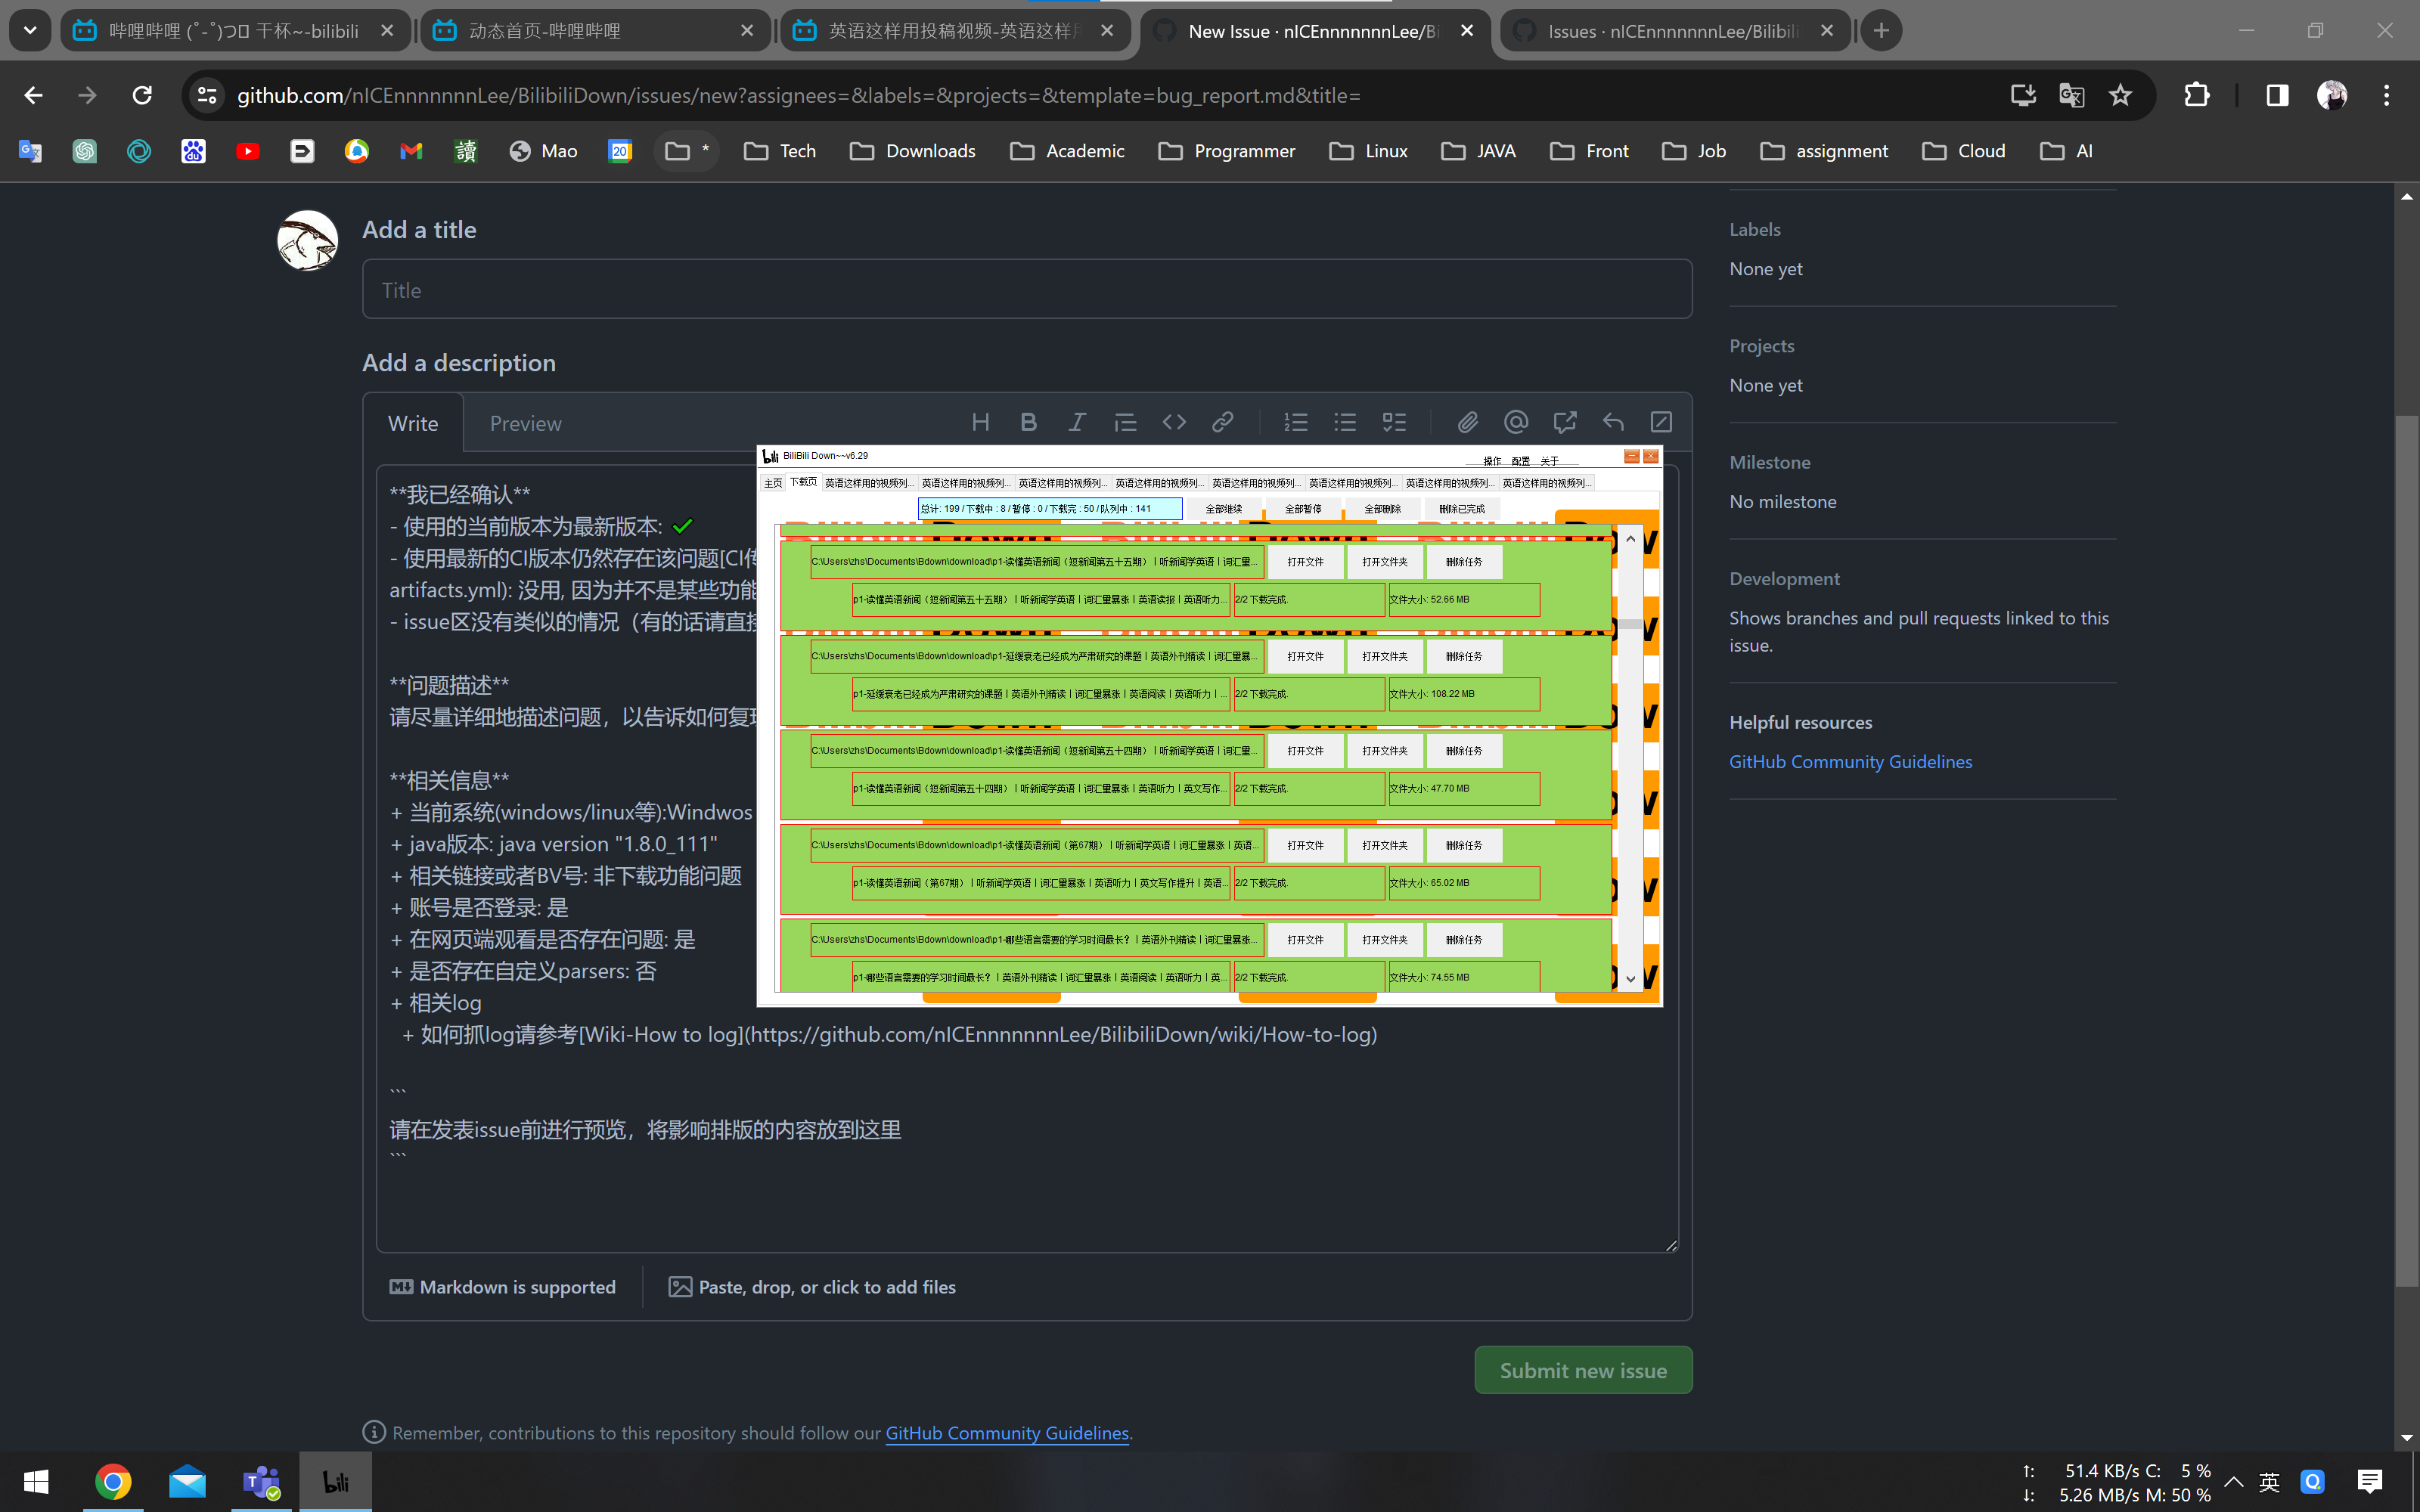 哔哩哔哩 (゜-゜)つロ 干杯~-bilibili
动态首页-哔哩哔哩
英语这样用投稿视频-英语这样
New Issue · nICEnnnnnnnLee/Bi
Issues · nICEnnnnnnnLee/Bilibili
github.com/nICEnnnnnnnLee/BilibiliDown/issues/new?assignees=&labels=&projects=&template=bug_report.md&title=
Mao
20
*
Tech
Downloads
Academic
Programmer
Linux
JAVA
Front
Job
assignment
Cloud
AI
Add a title
Title
Add a description
Write
Preview
**我已经确认**
- 使用的当前版本为最新版本: ✔
- 使用最新的CI版本仍然存在该问题[CI
artifacts.yml): 没用, 因为并不是某些功能
- issue区没有类似的情况（有的话请直接
**问题描述**
请尽量详细地描述问题，以告诉如何复
**相关信息**
+ 当前系统(windows/linux等):Windwos
+ java版本: java version "1.8.0_111"
+ 相关链接或者BV号: 非下载功能问题
+ 账号是否登录: 是
+ 在网页端观看是否存在问题: 是
+ 是否存在自定义parsers: 否
+ 相关log
+ 如何抓log请参考[Wiki-How to log](https://github.com/nICEnnnnnnnLee/BilibiliDown/wiki/How-to-log)
```
请在发表issue前进行预览，将影响排版的内容放到这里
```
Markdown is supported
Paste, drop, or click to add files
Submit new issue
Remember, contributions to this repository should follow our GitHub Community Guidelines.
Labels
None yet
Projects
None yet
Milestone
No milestone
Development
Shows branches and pull requests linked to this
issue.
Helpful resources
GitHub Community Guidelines
BiliBili Down~~v6.29
操作 配置 关于
主页 下载页 英语这样用的视频列... 英语这样用的视频列... 英语这样用的视频列... 英语这样用的视频列... 英语这样用的视频列... 英语这样用的视频列... 英语这样用的视频列... 英语这样用的视频列...
总计: 199 / 下载中 : 8 / 暂停 : 0 / 下载完 : 50 / 队列中 : 141
全部继续 全部暂停 全部删除 删除已完成
C:\Users\zhs\Documents\Bdown\download\p1-读懂英语新闻（短新闻第五十五期）丨听新闻学英语丨词汇量... 打开文件 打开文件夹 删除任务
p1-读懂英语新闻（短新闻第五十五期）丨听新闻学英语丨词汇量暴涨丨英语读报丨英语听力... 2/2 下载完成. 文件大小: 52.66 MB
C:\Users\zhs\Documents\Bdown\download\p1-延缓衰老已经成为严肃研究的课题丨英语外刊精读丨词汇量暴... 打开文件 打开文件夹 删除任务
p1-延缓衰老已经成为严肃研究的课题丨英语外刊精读丨词汇量暴涨丨英语阅读丨英语听力丨... 2/2 下载完成. 文件大小: 108.22 MB
C:\Users\zhs\Documents\Bdown\download\p1-读懂英语新闻（短新闻第五十四期）丨听新闻学英语丨词汇量... 打开文件 打开文件夹 删除任务
p1-读懂英语新闻（短新闻第五十四期）丨听新闻学英语丨词汇量暴涨丨英语听力丨英文写作... 2/2 下载完成. 文件大小: 47.70 MB
C:\Users\zhs\Documents\Bdown\download\p1-读懂英语新闻（第67期）丨听新闻学英语丨词汇量暴涨丨英语... 打开文件 打开文件夹 删除任务
p1-读懂英语新闻（第67期）丨听新闻学英语丨词汇量暴涨丨英语听力丨英文写作提升丨英语... 2/2 下载完成. 文件大小: 65.02 MB
C:\Users\zhs\Documents\Bdown\download\p1-哪些语言需要的学习时间最长？丨英语外刊精读丨词汇量暴涨... 打开文件 打开文件夹 删除任务
p1-哪些语言需要的学习时间最长？丨英语外刊精读丨词汇量暴涨丨英语阅读丨英语听力丨英... 2/2 下载完成. 文件大小: 74.55 MB
↑: 51.4 KB/s C: 5 %
↓: 5.26 MB/s M: 50 %
英